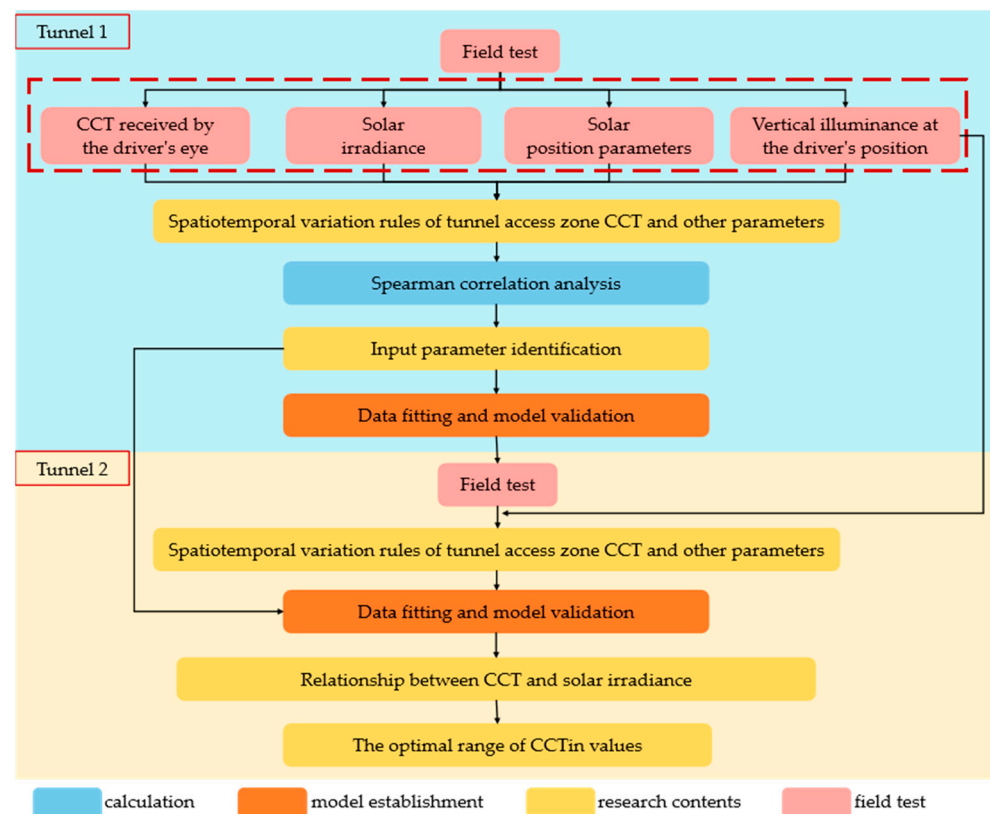 Tunnel 1
Field test
CCT received by
the driver's eye
Solar
irradiance
Solar
position parameters
Vertical illuminance at
the driver's position
Spatiotemporal variation rules of tunnel access zone CCT and other parameters
Spearman correlation analysis
Input parameter identification
Data fitting and model validation
Tunnel 2
Field test
Spatiotemporal variation rules of tunnel access zone CCT and other parameters
Data fitting and model validation
Relationship between CCT and solar irradiance
The optimal range of CCTin values
calculation
model establishment
research contents
field test